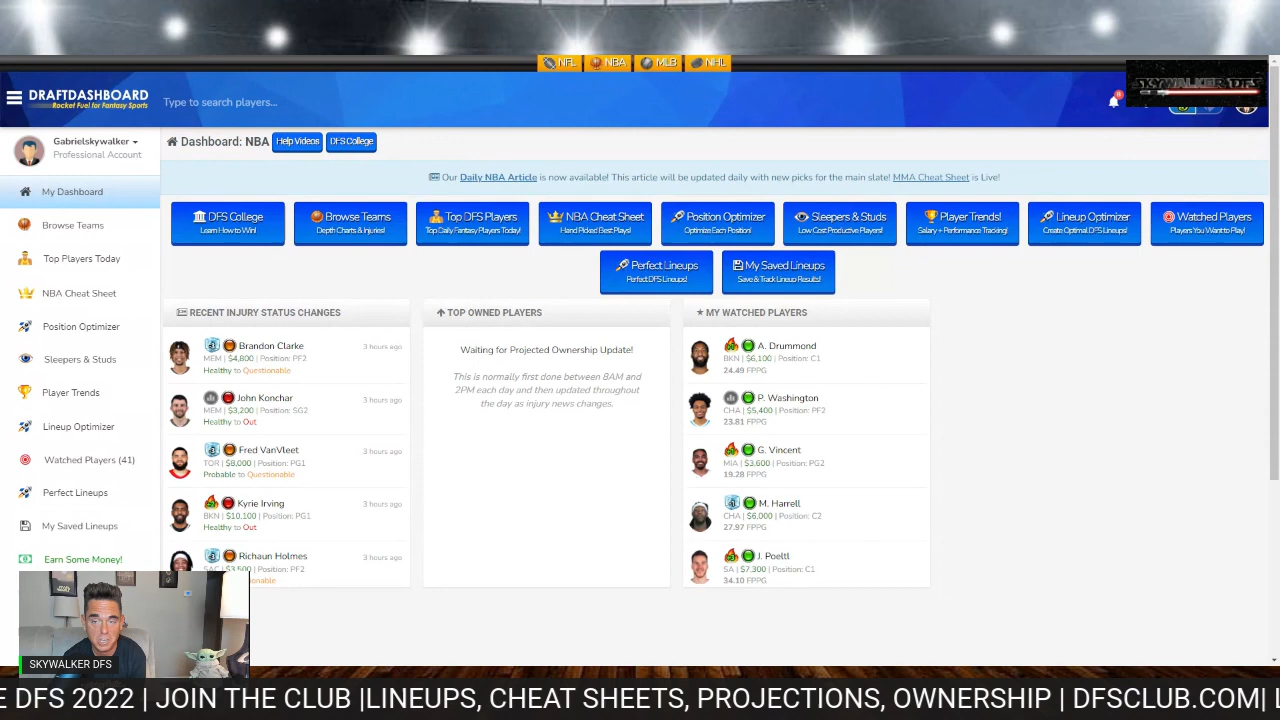 NFL NBA MLB NHL
SKYWALKER DFS
DRAFTDASHBOARD
Rocket Fuel for Fantasy Sports
Type to search players...
Gabrielskywalker
Professional Account
Dashboard: NBA Help Videos DFS College
Our Daily NBA Article is now available! This article will be updated daily with new picks for the main slate! MMA Cheat Sheet is Live!
My Dashboard
Browse Teams
Top Players Today
NBA Cheat Sheet
Position Optimizer
Sleepers & Studs
Player Trends
Lineup Optimizer
Watched Players (41)
Perfect Lineups
My Saved Lineups
Earn Some Money!
DFS College
Learn How to Win!
Browse Teams
Depth Charts & Injuries!
Top DFS Players
Top Daily Fantasy Players Today!
NBA Cheat Sheet
Hand Picked Best Plays!
Position Optimizer
Optimize Each Position!
Sleepers & Studs
Low Cost Productive Players!
Player Trends!
Salary + Performance Tracking!
Lineup Optimizer
Create Optimal DFS Lineups!
Watched Players
Players You Want to Play!
Perfect Lineups
Perfect DFS Lineups!
My Saved Lineups
Save & Track Lineup Results!
RECENT INJURY STATUS CHANGES
Brandon Clarke 3 hours ago
MEM | $4,800 | Position: PF2
Healthy to Questionable
John Konchar 3 hours ago
MEM | $3,200 | Position: SG2
Healthy to Out
Fred VanVleet 3 hours ago
TOR | $8,000 | Position: PG1
Probable to Questionable
Kyrie Irving 3 hours ago
BKN | $10,100 | Position: PG1
Healthy to Out
Richaun Holmes 3 hours ago
SAC | $3,500 | Position: PF2
TOP OWNED PLAYERS
Waiting for Projected Ownership Update!
This is normally first done between 8AM and
2PM each day and then updated throughout
the day as injury news changes.
MY WATCHED PLAYERS
A. Drummond
BKN | $6,100 | Position: C1
24.49 FPPG
P. Washington
CHA | $5,400 | Position: PF2
23.81 FPPG
G. Vincent
MIA | $3,600 | Position: PG2
19.28 FPPG
M. Harrell
CHA | $6,000 | Position: C2
27.97 FPPG
J. Poeltl
SA | $7,300 | Position: C1
34.10 FPPG
SKYWALKER DFS
E DFS 2022 | JOIN THE CLUB |LINEUPS, CHEAT SHEETS, PROJECTIONS, OWNERSHIP | DFSCLUB.COM|